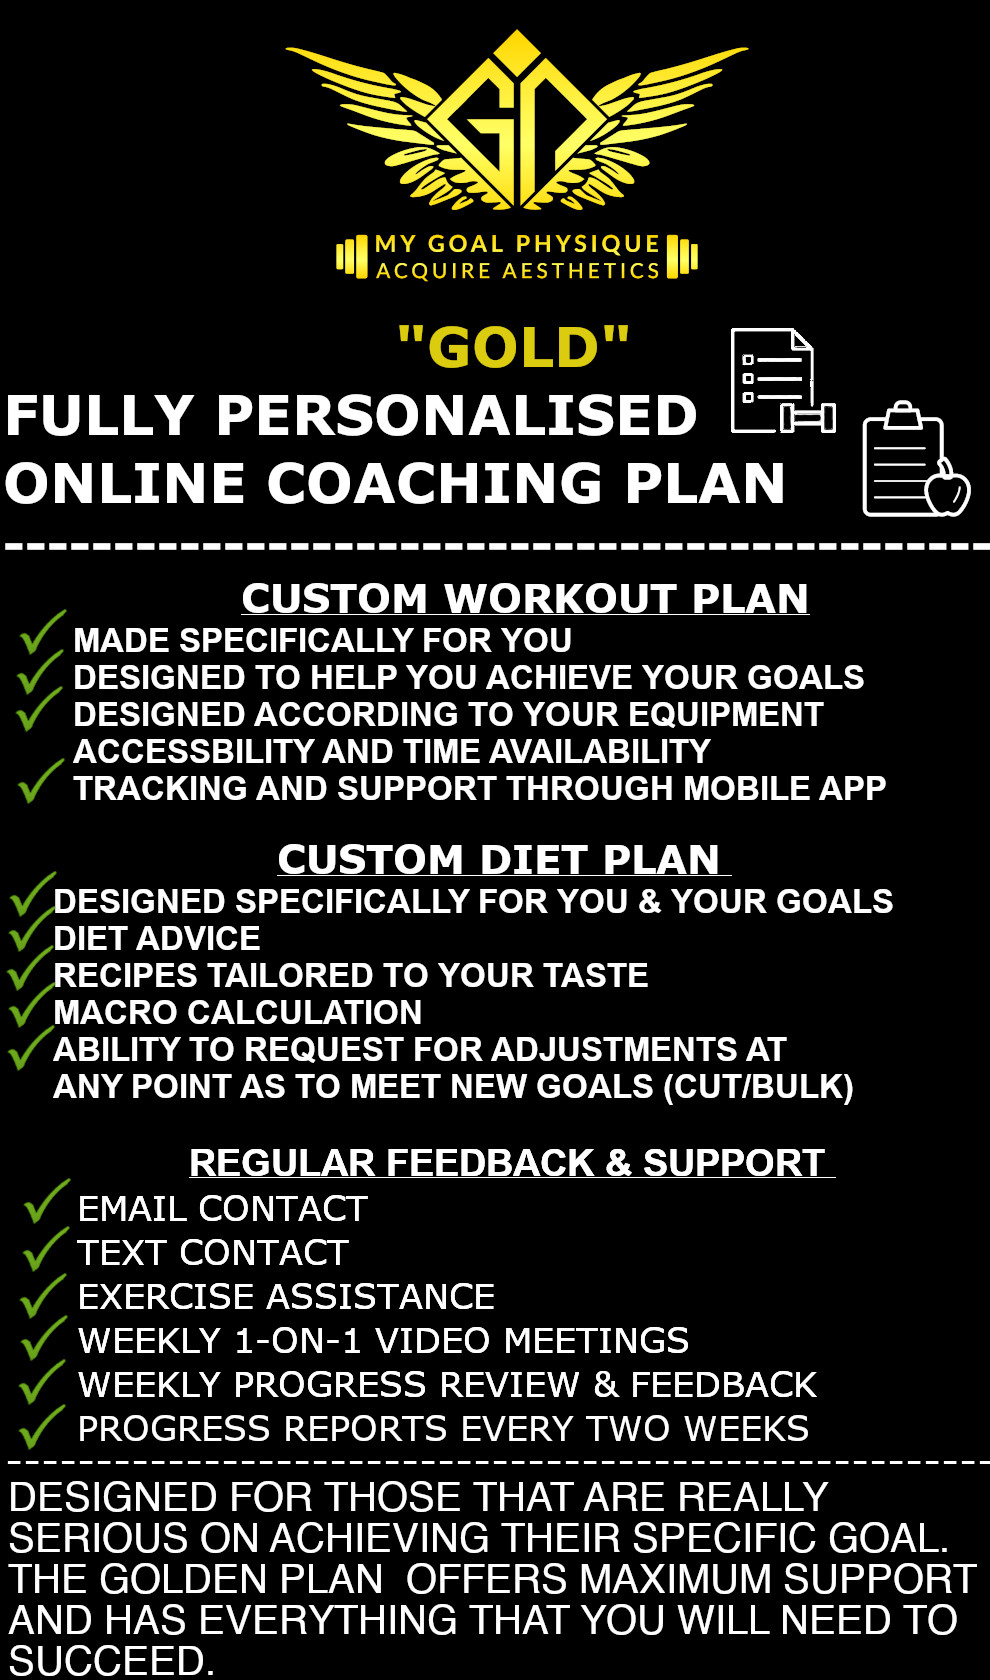 GP
MY GOAL PHYSIQUE
ACQUIRE AESTHETICS
"GOLD"
FULLY PERSONALISED
ONLINE COACHING PLAN
CUSTOM WORKOUT PLAN
MADE SPECIFICALLY FOR YOU
DESIGNED TO HELP YOU ACHIEVE YOUR GOALS
DESIGNED ACCORDING TO YOUR EQUIPMENT
ACCESSBILITY AND TIME AVAILABILITY
TRACKING AND SUPPORT THROUGH MOBILE APP
CUSTOM DIET PLAN
DESIGNED SPECIFICALLY FOR YOU & YOUR GOALS
DIET ADVICE
RECIPES TAILORED TO YOUR TASTE
MACRO CALCULATION
ABILITY TO REQUEST FOR ADJUSTMENTS AT
ANY POINT AS TO MEET NEW GOALS (CUT/BULK)
REGULAR FEEDBACK & SUPPORT
EMAIL CONTACT
TEXT CONTACT
EXERCISE ASSISTANCE
WEEKLY 1-ON-1 VIDEO MEETINGS
WEEKLY PROGRESS REVIEW & FEEDBACK
PROGRESS REPORTS EVERY TWO WEEKS
DESIGNED FOR THOSE THAT ARE REALLY
SERIOUS ON ACHIEVING THEIR SPECIFIC GOAL.
THE GOLDEN PLAN  OFFERS MAXIMUM SUPPORT
AND HAS EVERYTHING THAT YOU WILL NEED TO
SUCCEED.